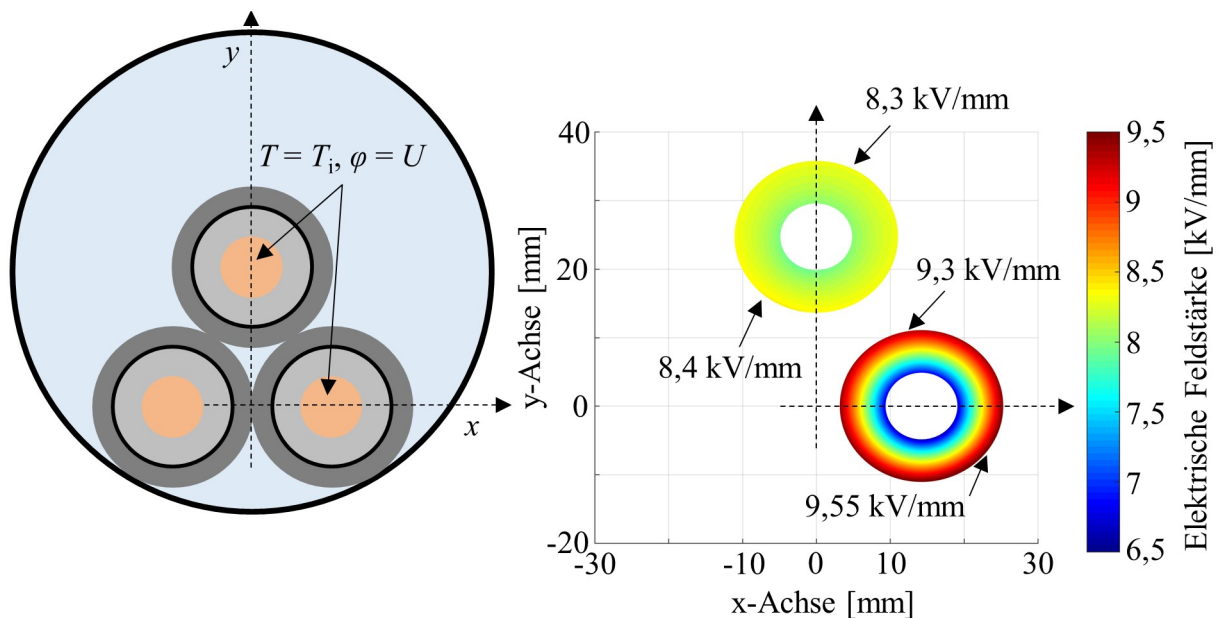 y
T = Tᵢ, φ = U
x
8,3 kV/mm
9,3 kV/mm
8,4 kV/mm
9,55 kV/mm
y-Achse [mm]
40
20
0
-20
-30
-10
0
10
20
30
x-Achse [mm]
9,5
9
8,5
8
7,5
7
6,5
Elektrische Feldstärke [kV/mm]